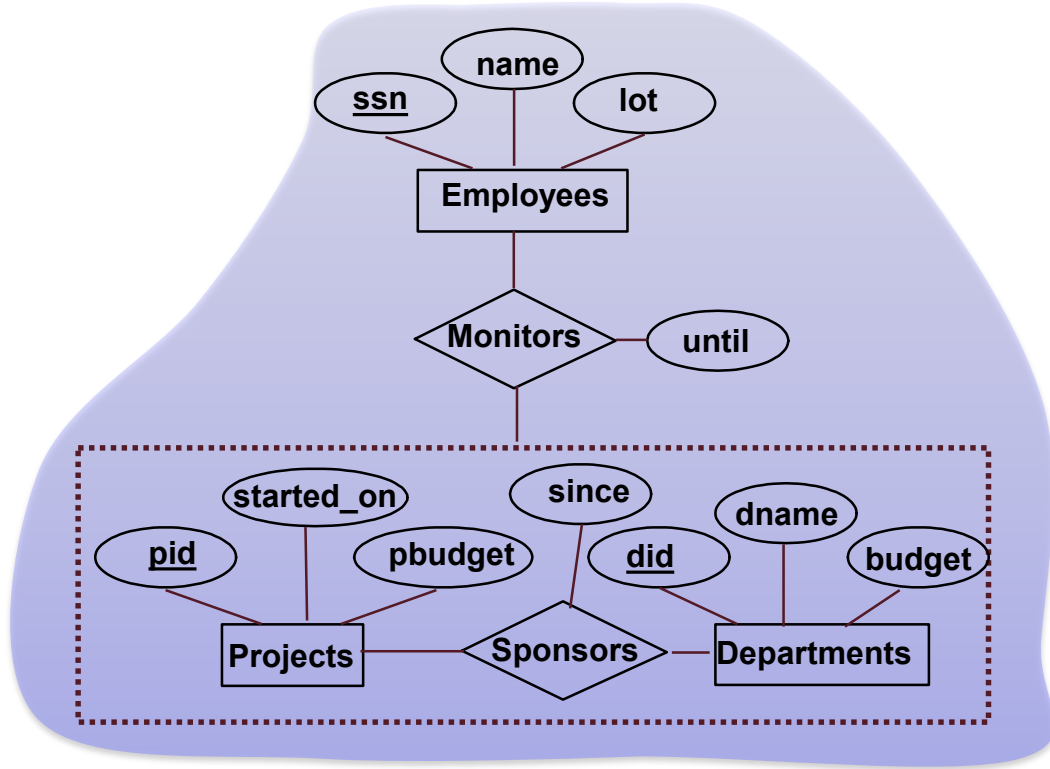 name
ssn
lot
Employees
Monitors
until
since
started_on
dname
pid
pbudget
did
budget
Projects
Sponsors
Departments